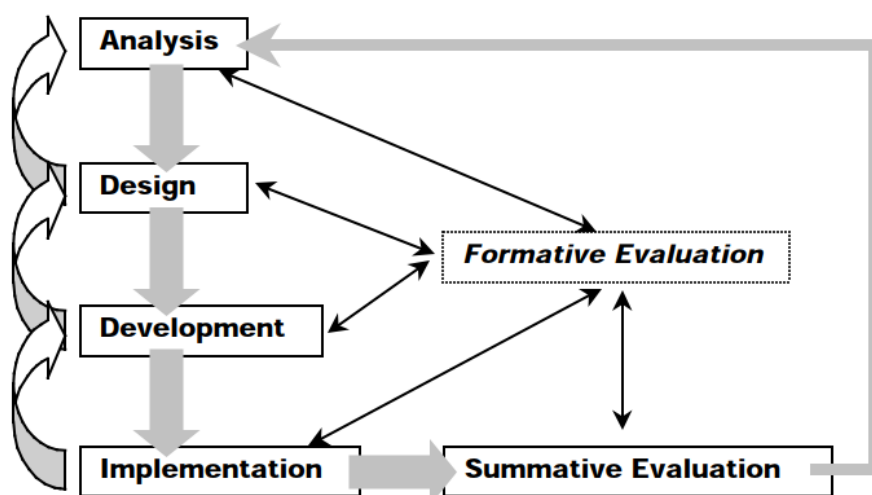 Analysis
Design
Formative Evaluation
Development
Implementation
Summative Evaluation